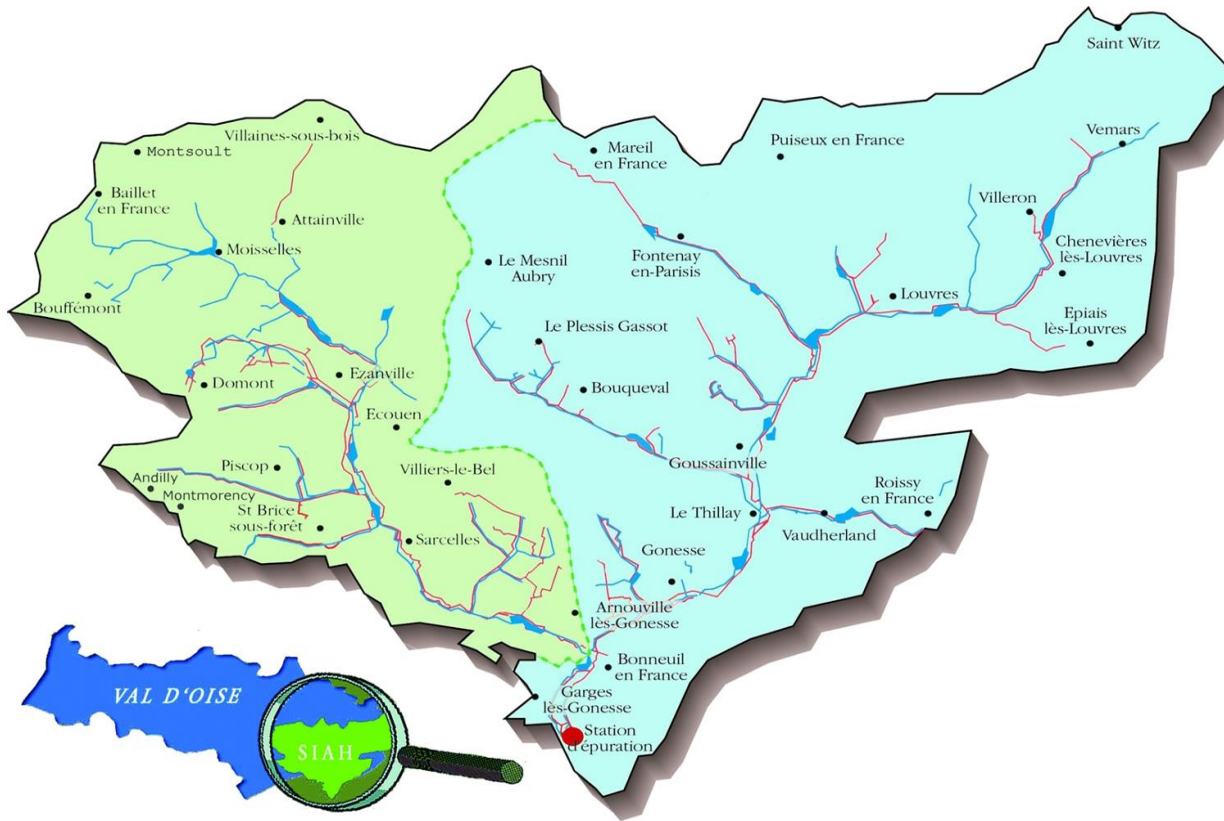 Saint Witz
Villaines-sous-bois
Vemars
Montsoult
Mareil
en France
Puiseux en France
Baillet
en France
Villeron
Attainville
Moisselles
Fontenay
en-Parisis
Chenevières
lès-Louvres
Le Mesnil
Aubry
Bouffémont
Louvres
Epiais
lès-Louvres
Le Plessis Gassot
Ezanville
Domont
Bouqueval
Ecouen
Goussainville
Piscop
Villiers-le-Bel
Andilly
Montmorency
Roissy
en France
St Brice
sous-forêt
Le Thillay
Vaudherland
Sarcelles
Gonesse
Arnouville
lès-Gonesse
Bonneuil
en France
Garges
lès-Gonesse
Station
d'épuration
VAL D'OISE
SIAH